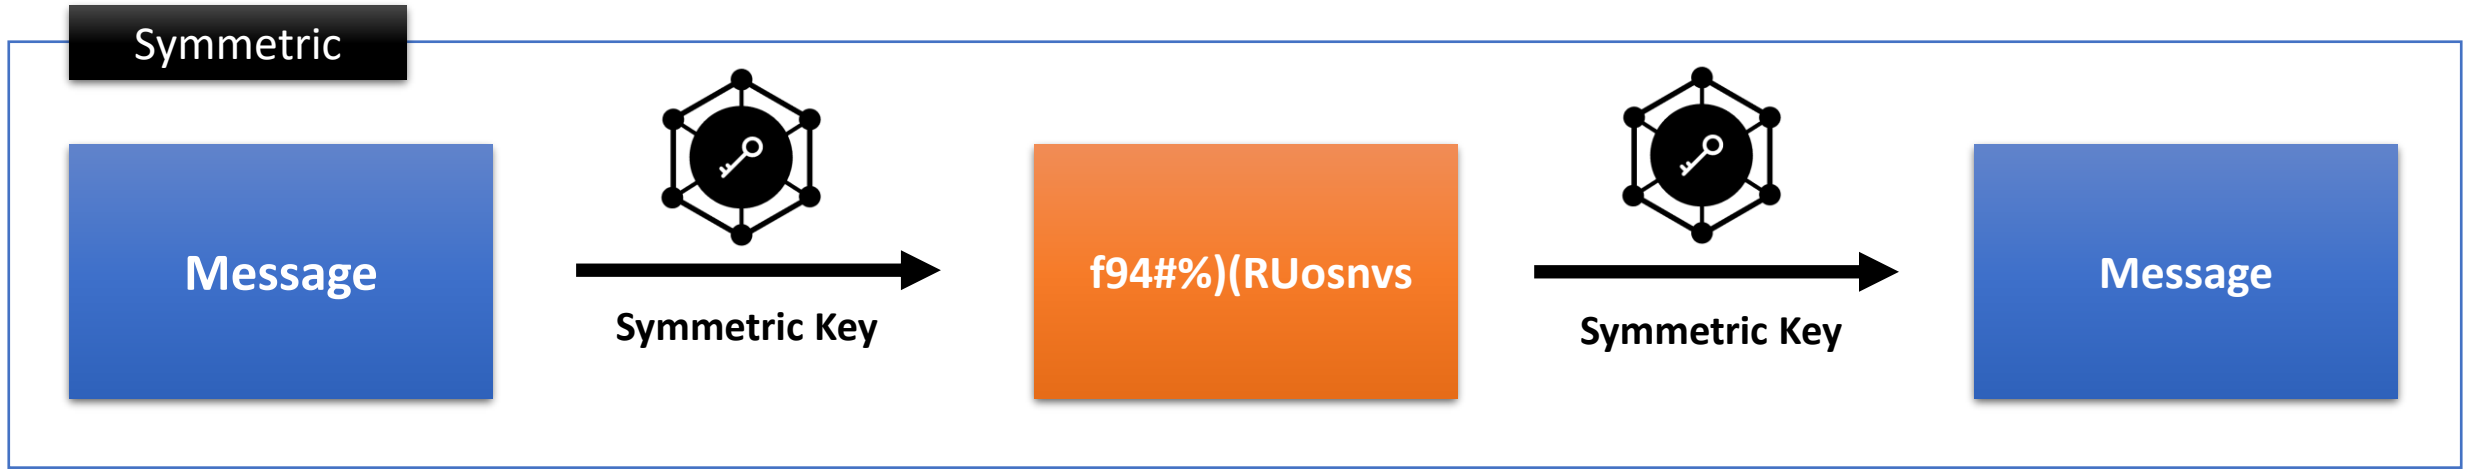 Symmetric
Message
Symmetric Key
f94#%)(RUosnvs
Symmetric Key
Message